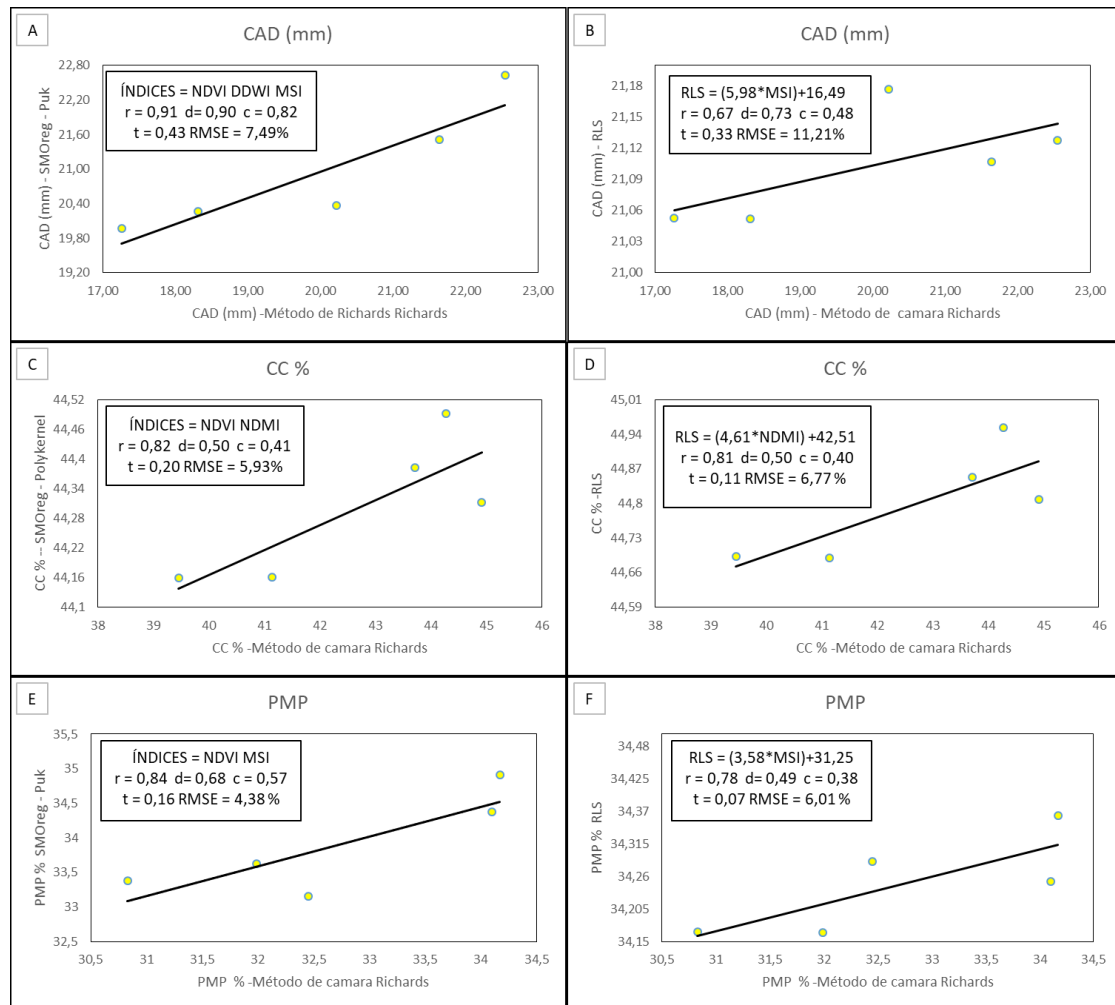 A
CAD (mm)
ÍNDICES = NDVI DDWI MSI
r = 0,91 d= 0,90 c = 0,82
t = 0,43 RMSE = 7,49%
CAD (mm) - SMOreg - Puk
22,80
22,20
21,60
21,00
20,40
19,80
19,20
17,00 18,00 19,00 20,00 21,00 22,00 23,00
CAD (mm) -Método de Richards Richards
B
CAD (mm)
RLS = (5,98*MSI)+16,49
r = 0,67 d= 0,73 c = 0,48
t = 0,33 RMSE = 11,21%
CAD (mm) - RLS
21,18
21,15
21,12
21,09
21,06
21,03
21,00
17,00 18,00 19,00 20,00 21,00 22,00 23,00
CAD (mm) - Método de camara Richards
C
CC %
ÍNDICES = NDVI NDMI
r = 0,82 d= 0,50 c = 0,41
t = 0,20 RMSE = 5,93%
CC % -- SMOreg - Polykernel
44,52
44,46
44,4
44,34
44,28
44,22
44,16
44,1
38 39 40 41 42 43 44 45 46
CC % -Método de camara Richards
D
CC %
RLS = (4,61*NDMI) +42,51
r = 0,81 d= 0,50 c = 0,40
t = 0,11 RMSE = 6,77%
CC % -RLS
45,01
44,94
44,87
44,8
44,73
44,66
44,59
38 39 40 41 42 43 44 45 46
CC % -Método de camara Richards
E
PMP
ÍNDICES = NDVI MSI
r = 0,84 d= 0,68 c = 0,57
t = 0,16 RMSE = 4,38%
PMP % SMOreg - Puk
35,5
35
34,5
34
33,5
33
32,5
30,5 31 31,5 32 32,5 33 33,5 34 34,5
PMP %-Método de camara Richards
F
PMP
RLS = (3,58*MSI)+31,25
r = 0,78 d= 0,49 c = 0,38
t = 0,07 RMSE = 6,01%
PMP % RLS
34,48
34,425
34,37
34,315
34,26
34,205
34,15
30,5 31 31,5 32 32,5 33 33,5 34 34,5
PMP %-Método de camara Richards